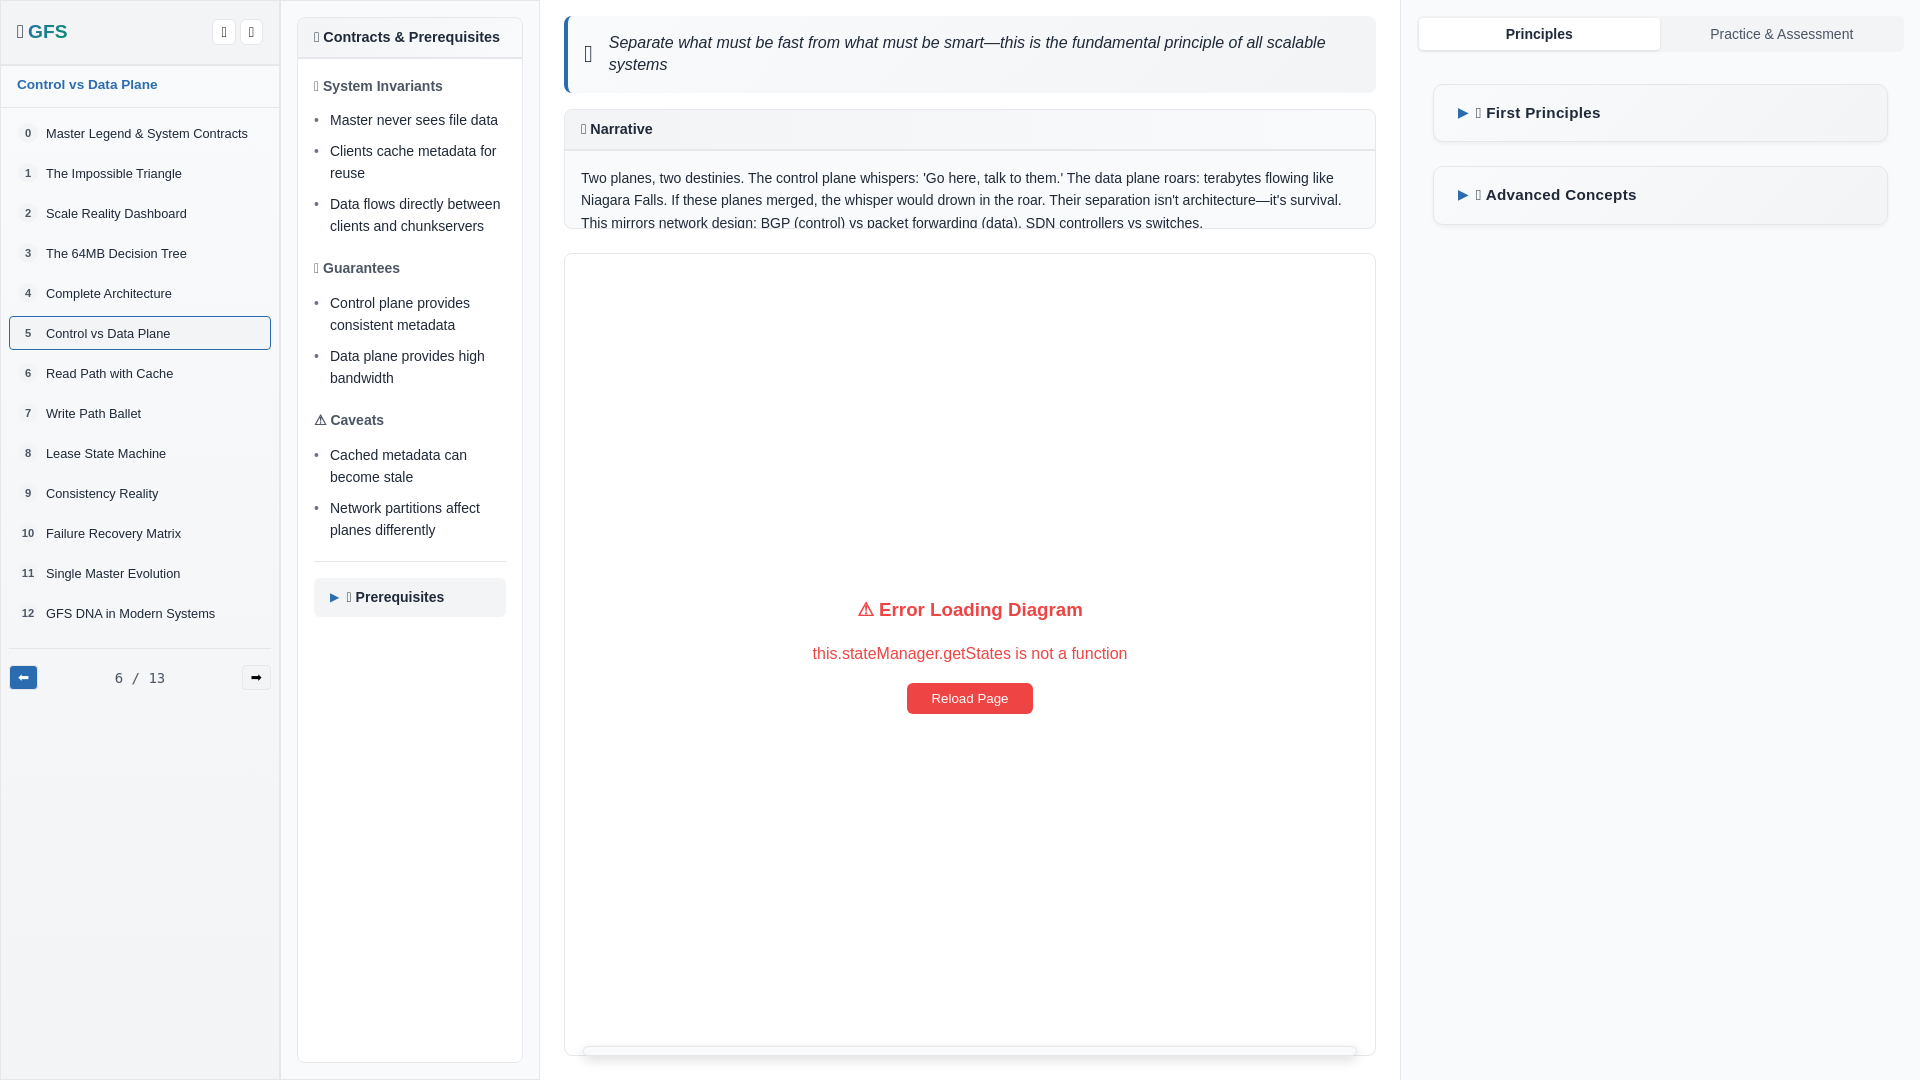 GFS
Control vs Data Plane
0 Master Legend & System Contracts
1 The Impossible Triangle
2 Scale Reality Dashboard
3 The 64MB Decision Tree
4 Complete Architecture
5 Control vs Data Plane
6 Read Path with Cache
7 Write Path Ballet
8 Lease State Machine
9 Consistency Reality
10 Failure Recovery Matrix
11 Single Master Evolution
12 GFS DNA in Modern Systems
⬅ 6 / 13 ➡
Contracts & Prerequisites
System Invariants
• Master never sees file data
• Clients cache metadata for
reuse
• Data flows directly between
clients and chunkservers
Guarantees
• Control plane provides
consistent metadata
• Data plane provides high
bandwidth
⚠ Caveats
• Cached metadata can
become stale
• Network partitions affect
planes differently
▶ Prerequisites
Separate what must be fast from what must be smart—this is the fundamental principle of all scalable
systems
Narrative
Two planes, two destinies. The control plane whispers: 'Go here, talk to them.' The data plane roars: terabytes flowing like
Niagara Falls. If these planes merged, the whisper would drown in the roar. Their separation isn't architecture—it's survival.
This mirrors network design: BGP (control) vs packet forwarding (data), SDN controllers vs switches.
⚠ Error Loading Diagram
this.stateManager.getStates is not a function
Reload Page
Principles
Practice & Assessment
▶ First Principles
▶ Advanced Concepts